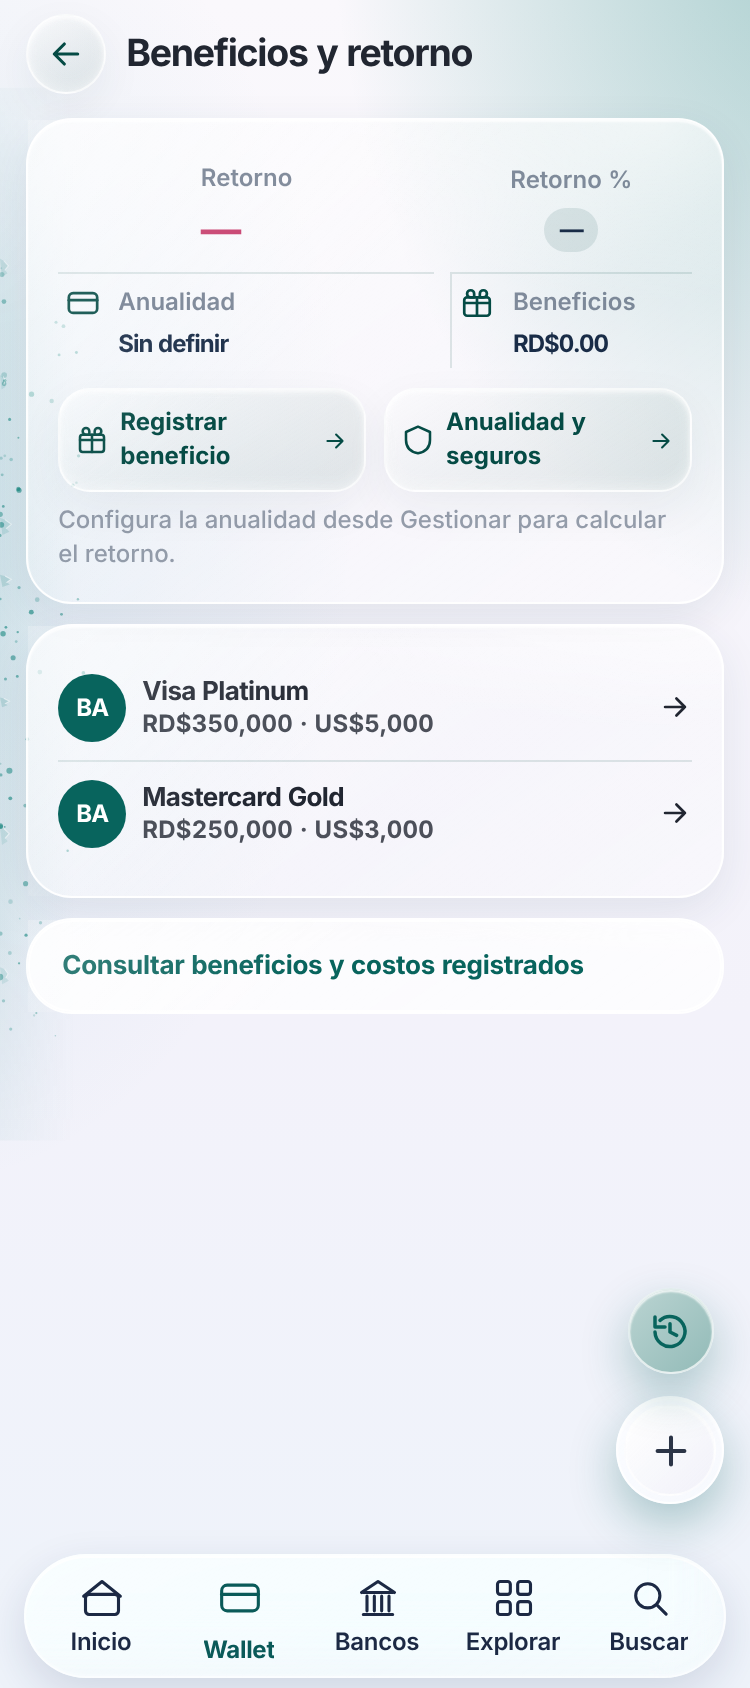 Beneficios y retorno
Retorno
—
Retorno %
—
Anualidad
Sin definir
Beneficios
RD$0.00
Registrar
beneficio
Anualidad y
seguros
Configura la anualidad desde Gestionar para calcular
el retorno.
BA
Visa Platinum
RD$350,000 · US$5,000
BA
Mastercard Gold
RD$250,000 · US$3,000
Consultar beneficios y costos registrados
Inicio
Wallet
Bancos
Explorar
Buscar